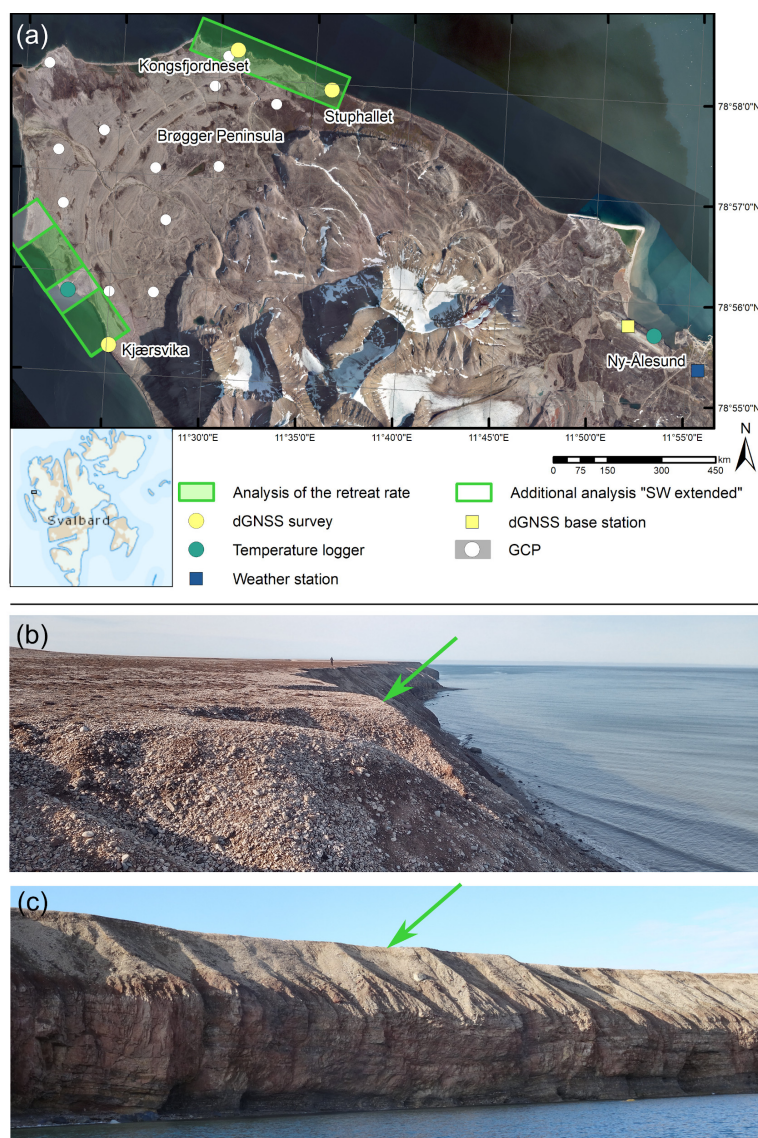 (a)
Kongsfjordneset
Stuphallet
Brøgger Peninsula
78°58'0"N
78°57'0"N
78°56'0"N
Kjærsvika
Ny-Ålesund
78°55'0"N
11°30'0"E
11°35'0"E
11°40'0"E
11°45'0"E
11°50'0"E
11°55'0"E
N
km
0 75 150 300 450
Svalbard
Analysis of the retreat rate
Additional analysis "SW extended"
dGNSS survey
dGNSS base station
Temperature logger
GCP
Weather station
(b)
(c)